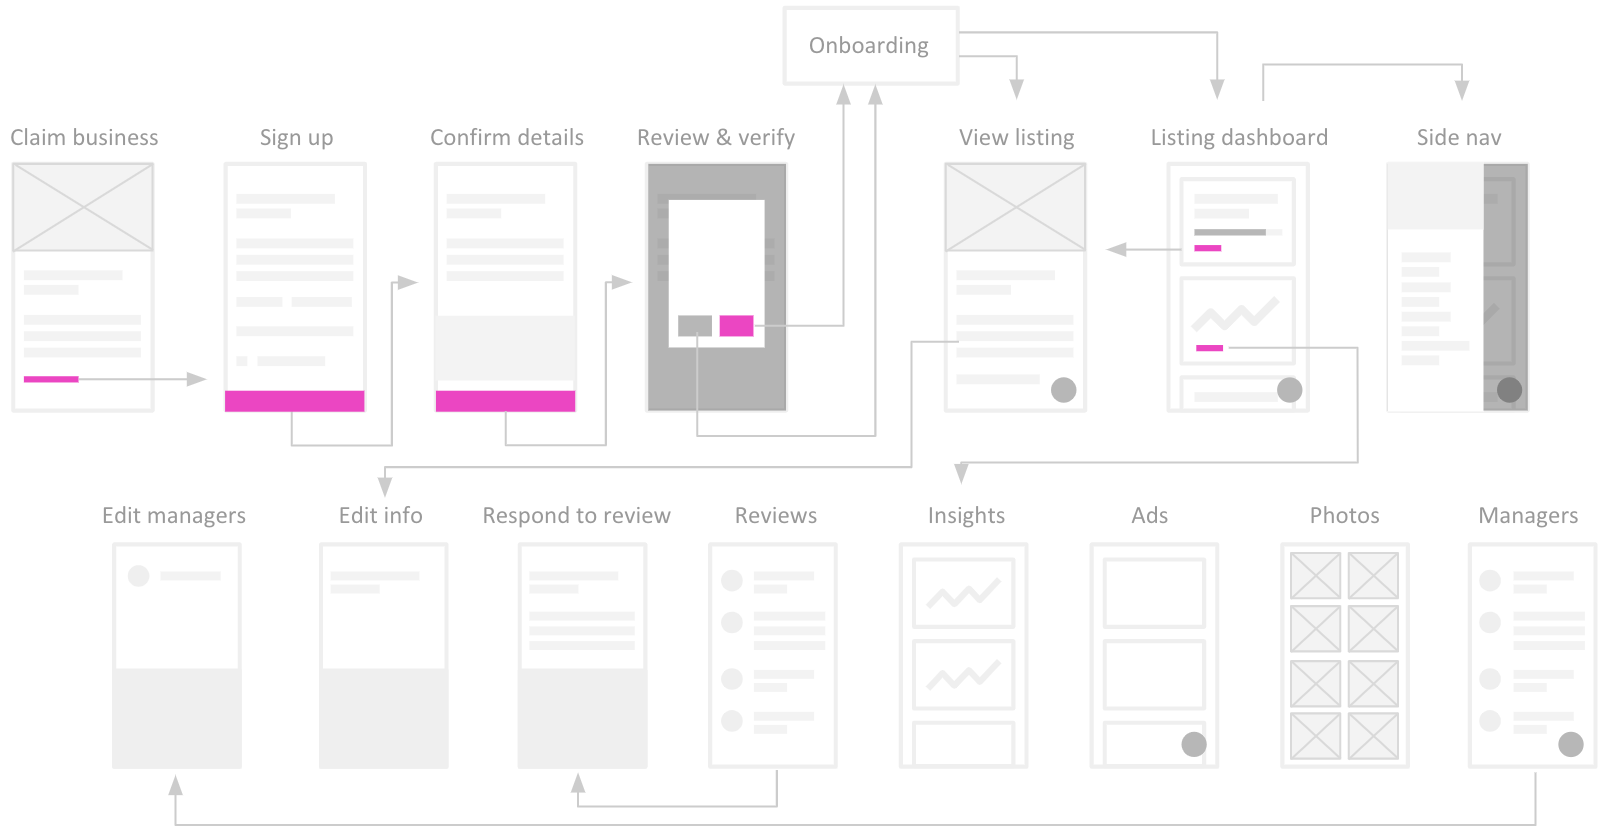 Onboarding
Claim business
Sign up
Confirm details
Review & verify
View listing
Listing dashboard
Side nav
Edit managers
Edit info
Respond to review
Reviews
Insights
Ads
Photos
Managers